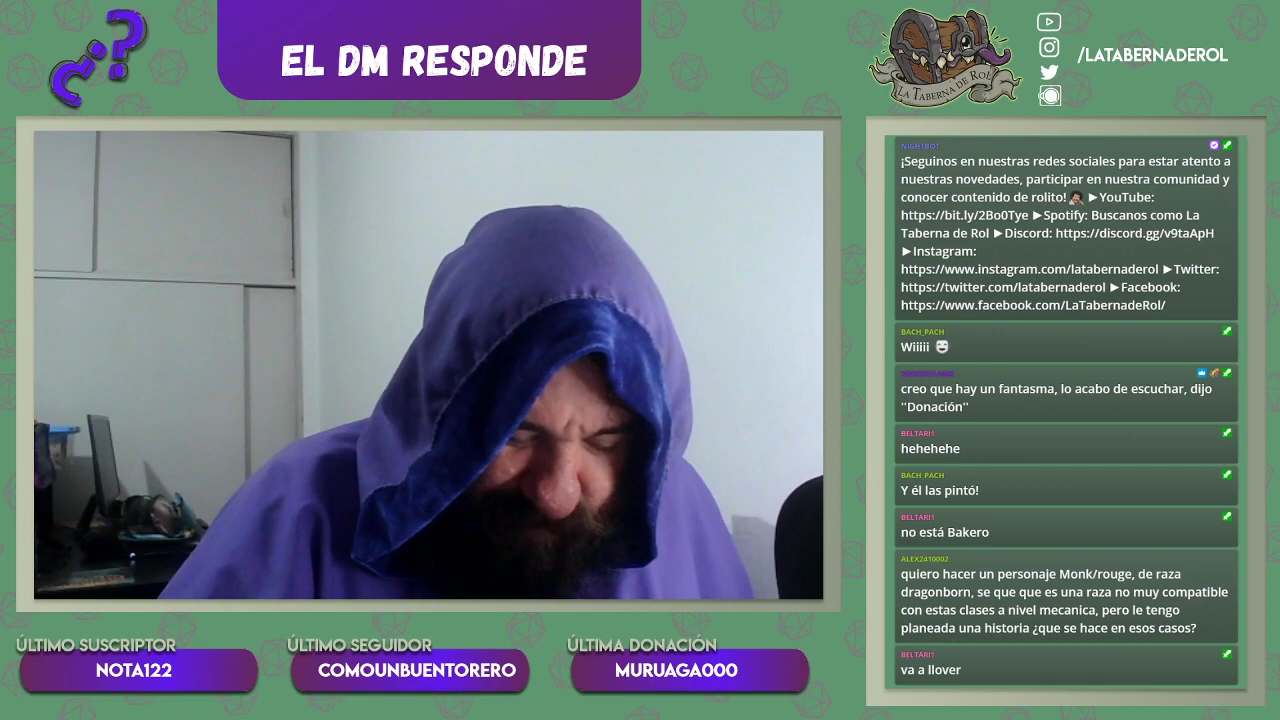 ¿?
EL DM RESPONDE
LA TABERNA DE ROL
/LATABERNADEROL
NIGHTBOT
¡Seguinos en nuestras redes sociales para estar atento a
nuestras novedades, participar en nuestra comunidad y
conocer contenido de rolito! ►YouTube:
https://bit.ly/2Bo0Tye ►Spotify: Buscanos como La
Taberna de Rol ►Discord: https://discord.gg/v9taApH
►Instagram:
https://www.instagram.com/latabernaderol ►Twitter:
https://twitter.com/latabernaderol ►Facebook:
https://www.facebook.com/LaTabernadeRol/
BACH_PACH
Wiiiii
creo que hay un fantasma, lo acabo de escuchar, dijo
''Donación''
BELTARI1
hehehehe
BACH_PACH
Y él las pintó!
BELTARI1
no está Bakero
ALEX2410002
quiero hacer un personaje Monk/rouge, de raza
dragonborn, se que que es una raza no muy compatible
con estas clases a nivel mecanica, pero le tengo
planeada una historia ¿que se hace en esos casos?
BELTARI1
va a llover
ÚLTIMO SUSCRIPTOR
NOTA122
ÚLTIMO SEGUIDOR
COMOUNBUENTORERO
ÚLTIMA DONACIÓN
MURUAGA000